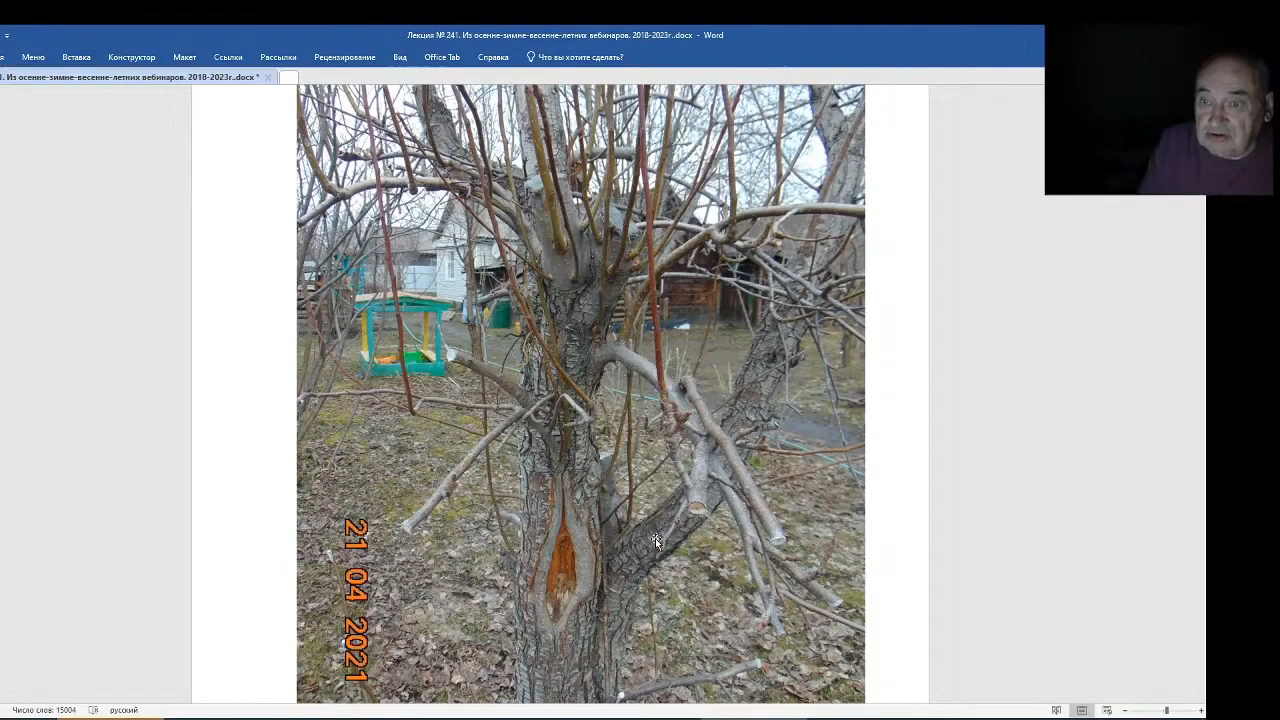 Лекция № 241. Из осенне-зимне-весенне-летних вебинаров. 2018-2023г..docx - Word
Меню Вставка Конструктор Макет Ссылки Рассылки Рецензирование Вид Office Tab Справка Что вы хотите сделать?
1. Из осенне-зимне-весенне-летних вебинаров. 2018-2023г..docx *
21 04 2021
Число слов: 15004 русский